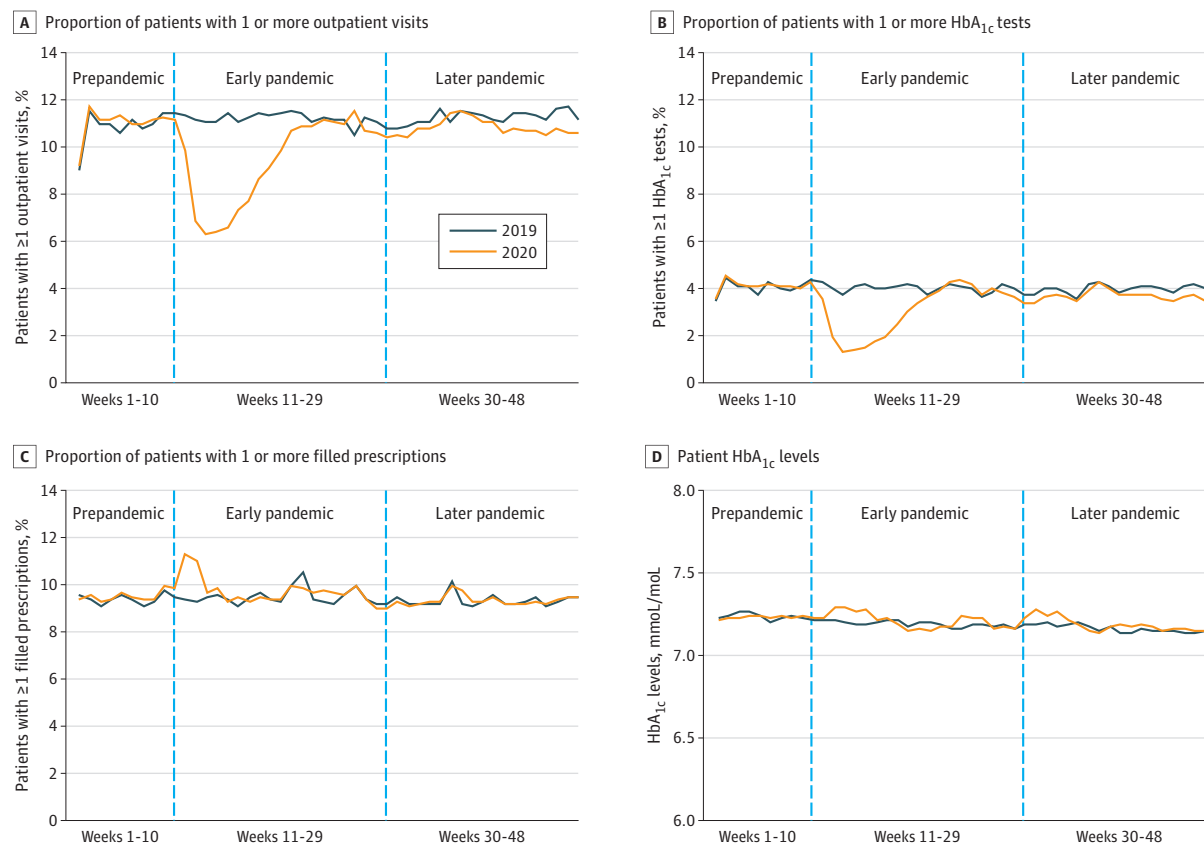 A Proportion of patients with 1 or more outpatient visits
Patients with ≥1 outpatient visits, %
14
12
10
8
6
4
2
0
Prepandemic
Early pandemic
Later pandemic
2019
2020
Weeks 1-10
Weeks 11-29
Weeks 30-48
B Proportion of patients with 1 or more HbA1c tests
Patients with ≥1 HbA1c tests, %
14
12
10
8
6
4
2
0
Prepandemic
Early pandemic
Later pandemic
Weeks 1-10
Weeks 11-29
Weeks 30-48
C Proportion of patients with 1 or more filled prescriptions
Patients with ≥1 filled prescriptions, %
14
12
10
8
6
4
2
0
Prepandemic
Early pandemic
Later pandemic
Weeks 1-10
Weeks 11-29
Weeks 30-48
D Patient HbA1c levels
HbA1c levels, mmoL/moL
8.0
7.5
7.0
6.5
6.0
Prepandemic
Early pandemic
Later pandemic
Weeks 1-10
Weeks 11-29
Weeks 30-48